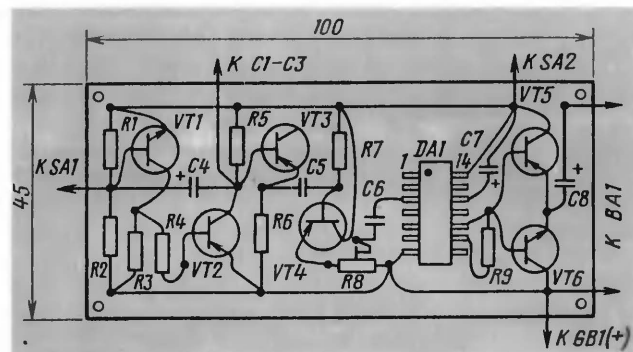 100
К С1-С3
К SA2
R1
VT1
R5
VT3
R7
C7
VT5
DA1
1
14
К SA1
C4
C5
C6
C8
45
+
+
+
R2
R3
R4
VT2
R6
VT4
R8
R9
VT6
К BA1
К GB1(+)